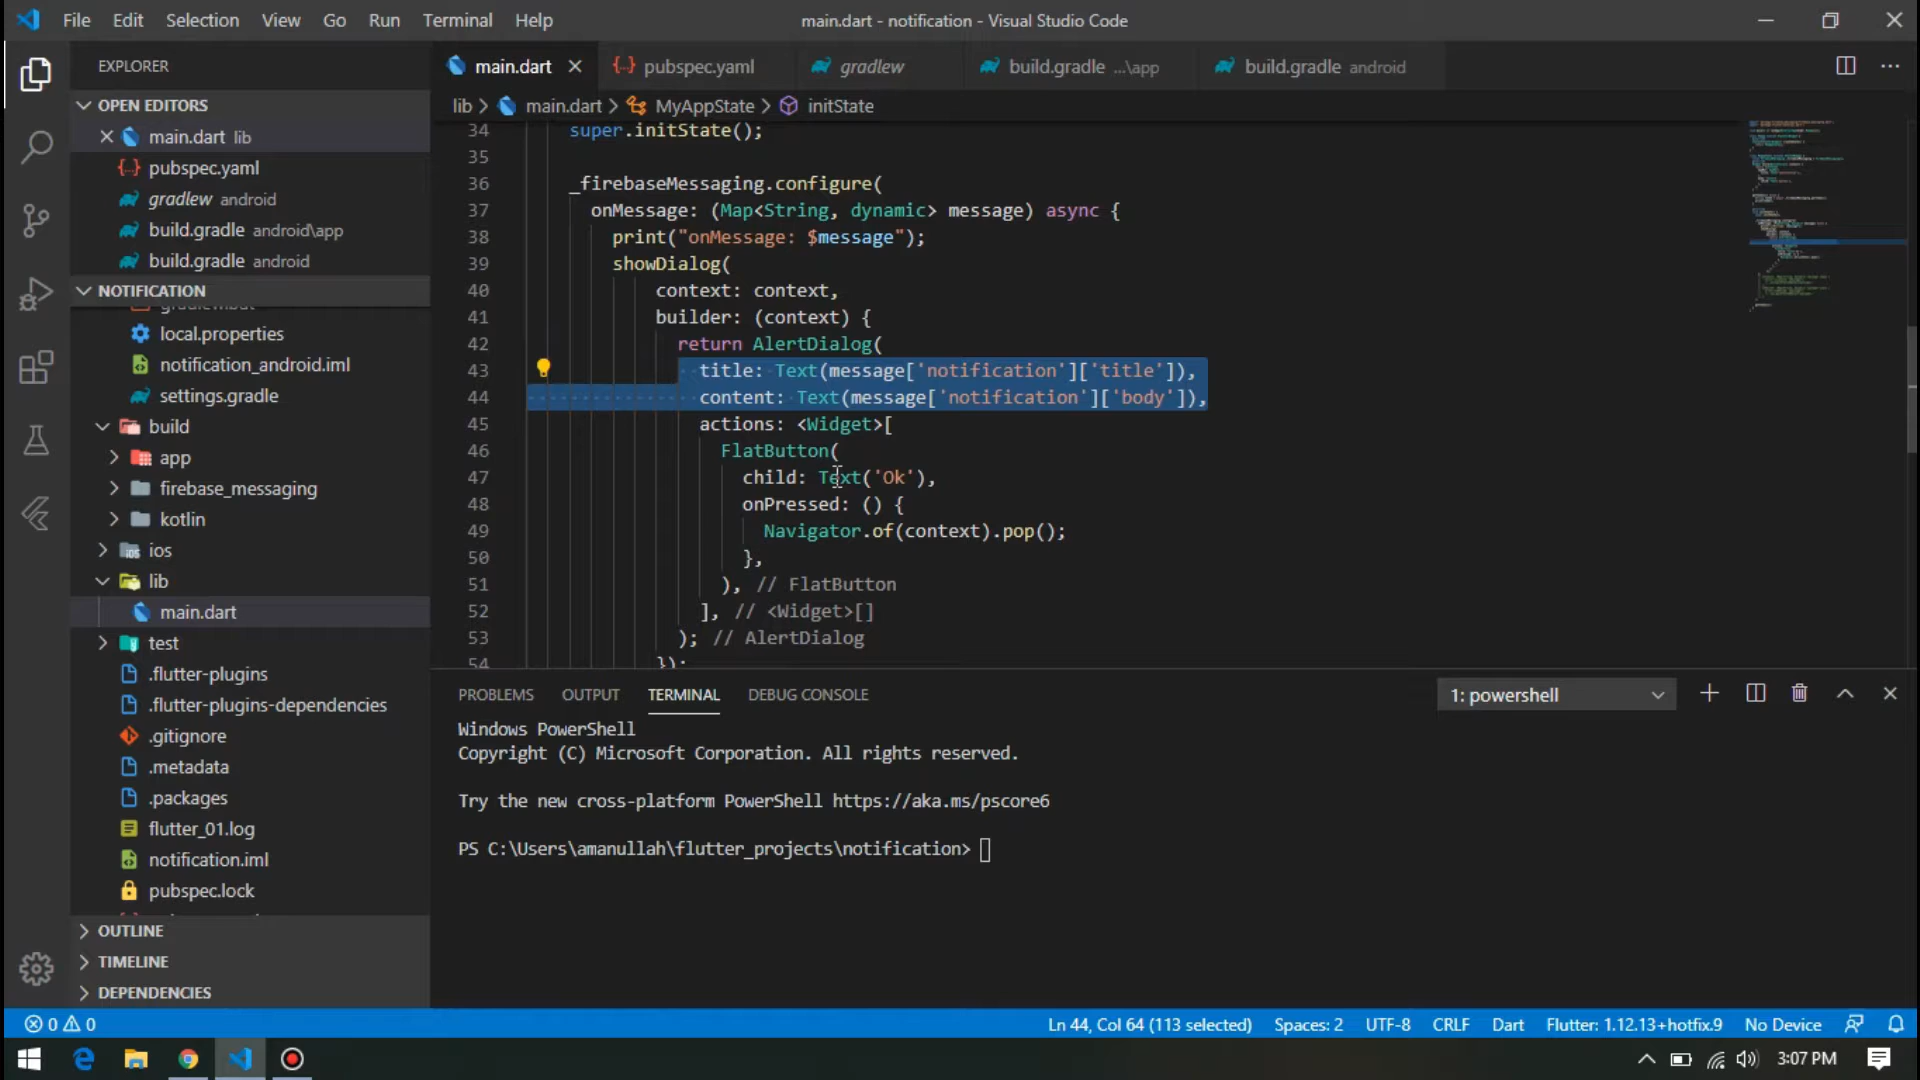 File Edit Selection View Go Run Terminal Help
main.dart - notification - Visual Studio Code
EXPLORER
OPEN EDITORS
main.dart lib
pubspec.yaml
gradlew android
build.gradle android\app
build.gradle android
NOTIFICATION
local.properties
notification_android.iml
settings.gradle
build
app
firebase_messaging
kotlin
ios
lib
main.dart
test
.flutter-plugins
.flutter-plugins-dependencies
.gitignore
.metadata
.packages
flutter_01.log
notification.iml
pubspec.lock
OUTLINE
TIMELINE
DEPENDENCIES
main.dart pubspec.yaml gradlew build.gradle ...\app build.gradle android
lib > main.dart > MyAppState > initState
34 super.initState();
35
36 _firebaseMessaging.configure(
37 onMessage: (Map<String, dynamic> message) async {
38 print("onMessage: $message");
39 showDialog(
40 context: context,
41 builder: (context) {
42 return AlertDialog(
43 title: Text(message['notification']['title']),
44 content: Text(message['notification']['body']),
45 actions: <Widget>[
46 FlatButton(
47 child: Text('Ok'),
48 onPressed: () {
49 Navigator.of(context).pop();
50 },
51 ), // FlatButton
52 ], // <Widget>[]
53 ); // AlertDialog
54 });
PROBLEMS OUTPUT TERMINAL DEBUG CONSOLE
1: powershell
Windows PowerShell
Copyright (C) Microsoft Corporation. All rights reserved.
Try the new cross-platform PowerShell https://aka.ms/pscore6
PS C:\Users\amanullah\flutter_projects\notification>
0 0
Ln 44, Col 64 (113 selected) Spaces: 2 UTF-8 CRLF Dart Flutter: 1.12.13+hotfix.9 No Device
3:07 PM